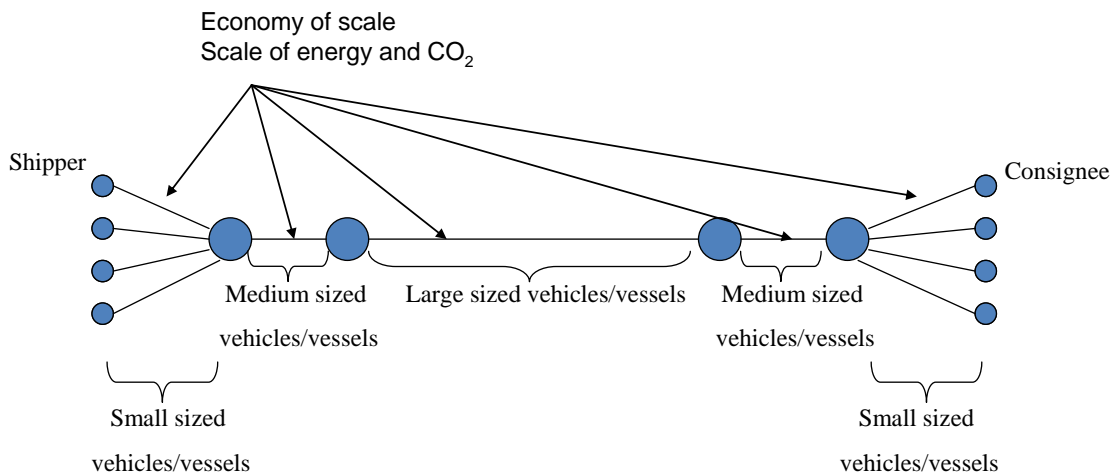 Economy of scale
Scale of energy and CO₂
Shipper
Consignee
Medium sized
vehicles/vessels
Large sized vehicles/vessels
Medium sized
vehicles/vessels
Small sized
vehicles/vessels
Small sized
vehicles/vessels